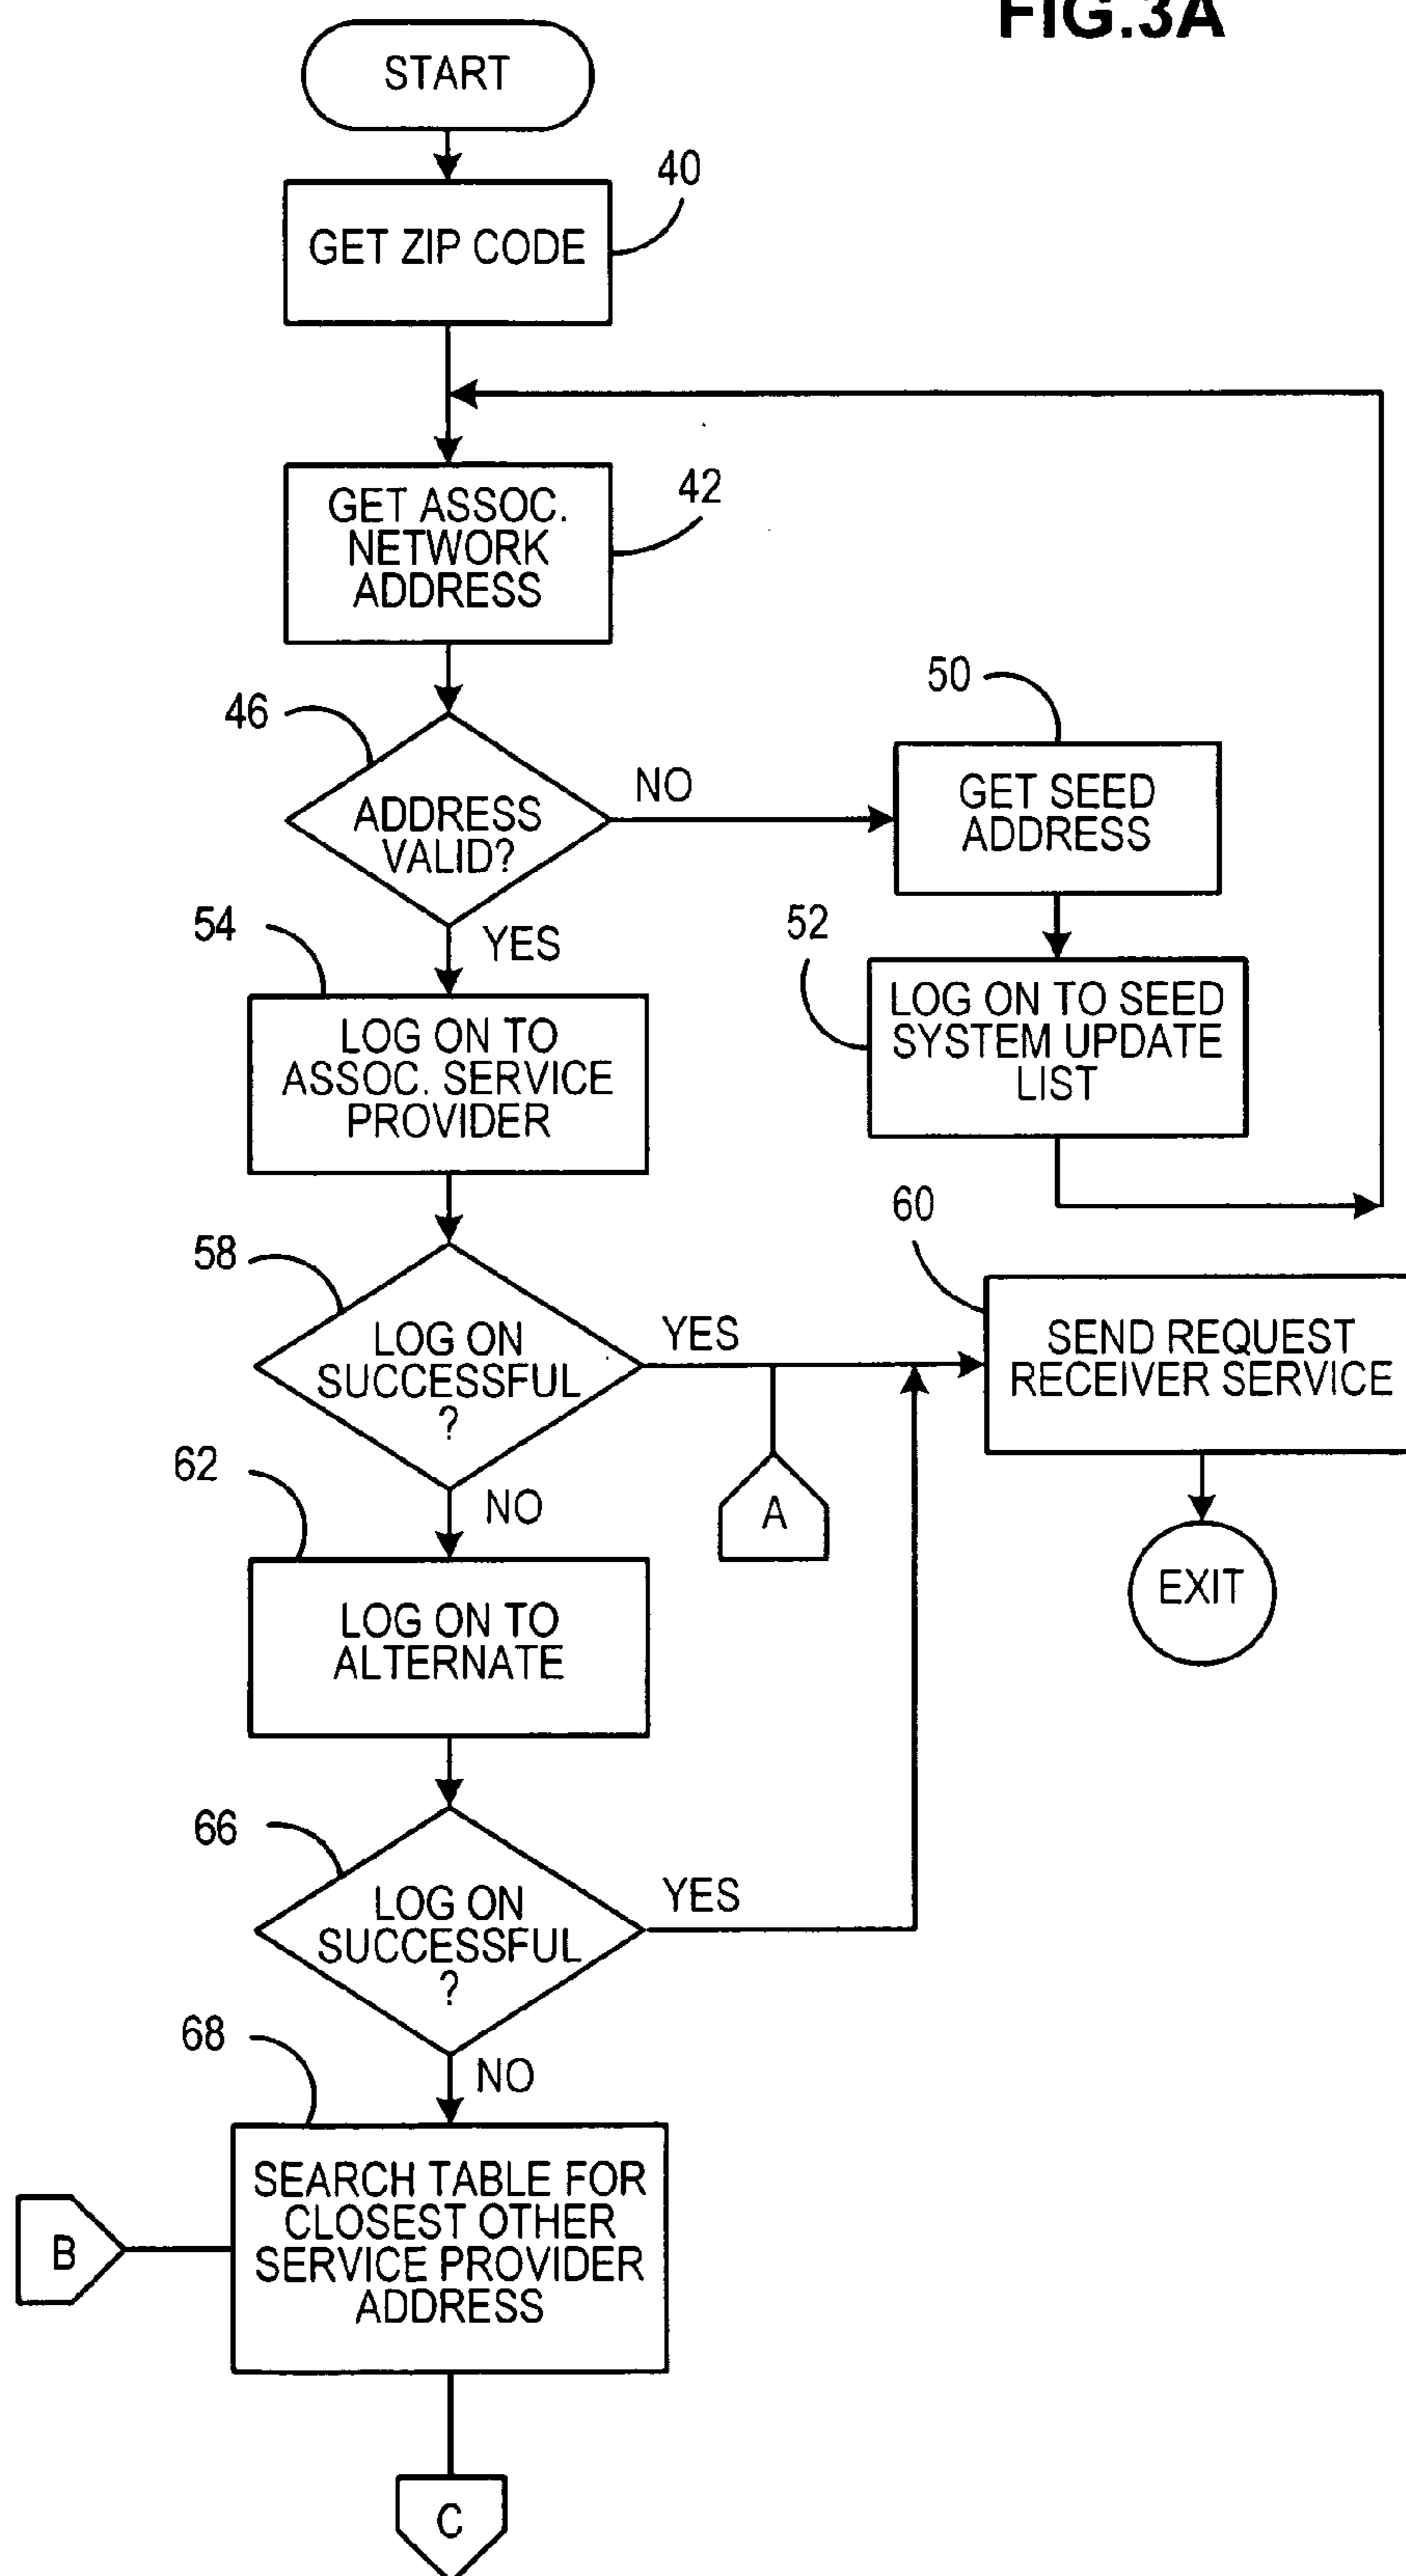 FIG.3A
START
40
GET ZIP CODE
42
GET ASSOC.
NETWORK
ADDRESS
46
ADDRESS
VALID?
NO
50
GET SEED
ADDRESS
YES
52
LOG ON TO SEED
SYSTEM UPDATE
LIST
54
LOG ON TO
ASSOC. SERVICE
PROVIDER
58
LOG ON
SUCCESSFUL
?
YES
60
SEND REQUEST
RECEIVER SERVICE
A
EXIT
NO
62
LOG ON TO
ALTERNATE
66
LOG ON
SUCCESSFUL
?
YES
NO
68
SEARCH TABLE FOR
CLOSEST OTHER
SERVICE PROVIDER
ADDRESS
B
C